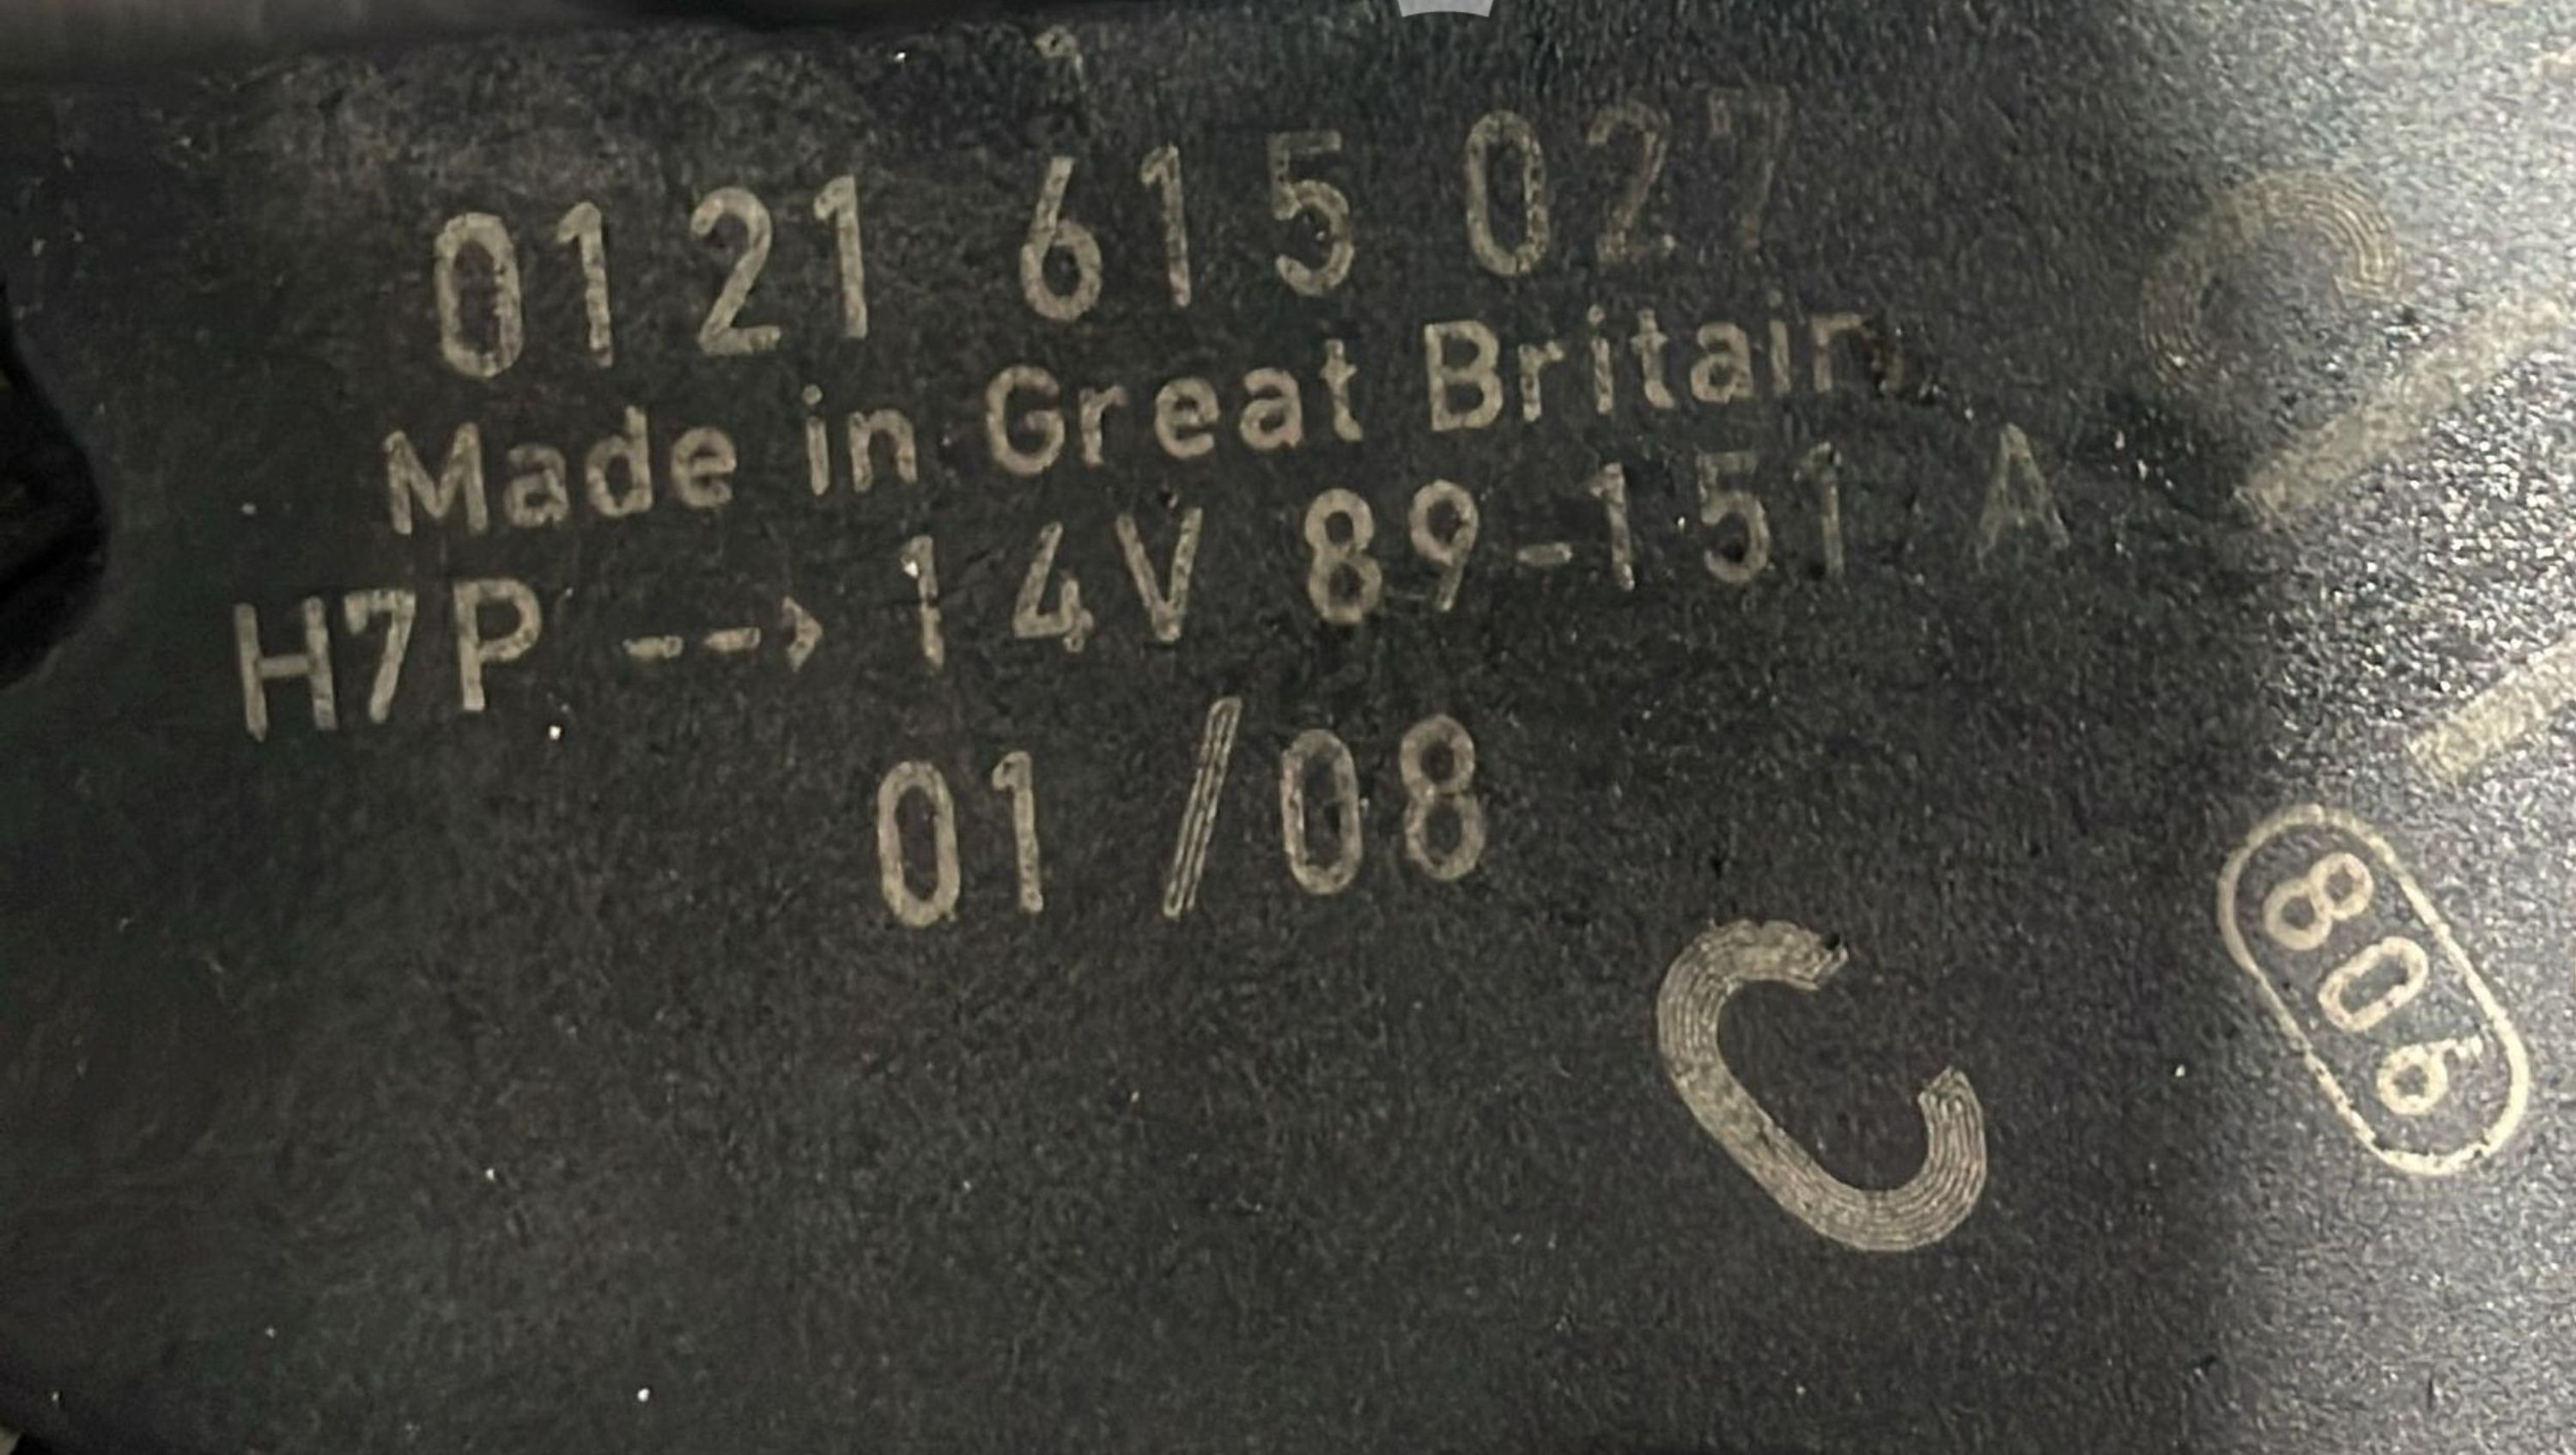 0121 615 027
Made in Great Britain
H7P --> 14V 89-151 A
01/08
C
806